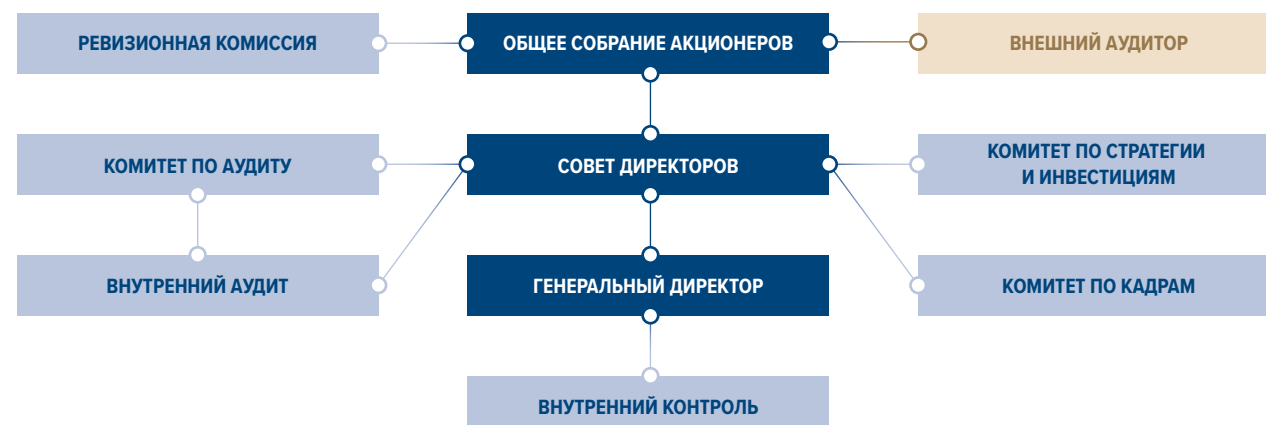 РЕВИЗИОННАЯ КОМИССИЯ
ОБЩЕЕ СОБРАНИЕ АКЦИОНЕРОВ
ВНЕШНИЙ АУДИТОР
КОМИТЕТ ПО АУДИТУ
СОВЕТ ДИРЕКТОРОВ
КОМИТЕТ ПО СТРАТЕГИИ
И ИНВЕСТИЦИЯМ
ВНУТРЕННИЙ АУДИТ
ГЕНЕРАЛЬНЫЙ ДИРЕКТОР
КОМИТЕТ ПО КАДРАМ
ВНУТРЕННИЙ КОНТРОЛЬ